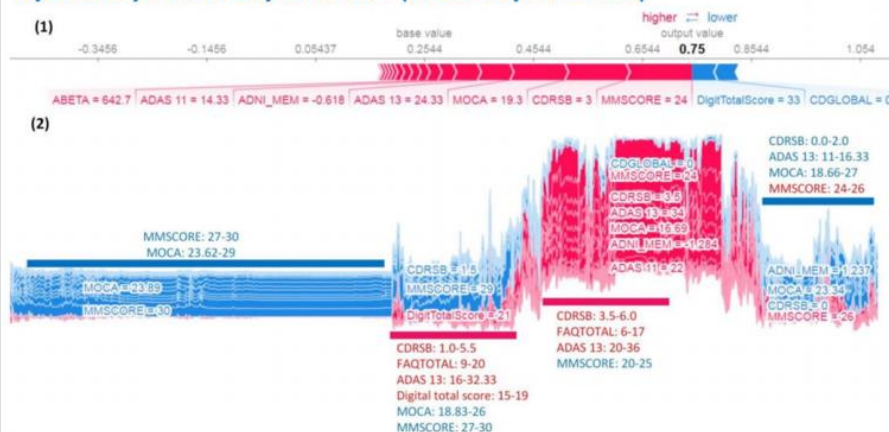 (1)
higher ⇄ lower
base value
output value
-0.3456 -0.1456 0.05437 0.2544 0.4544 0.6544 0.75 0.8544 1.054
ABETA = 642.7 ADAS 11 = 14.33 ADNI_MEM = -0.618 ADAS 13 = 24.33 MOCA = 19.3 CDRSB = 3 MMSCORE = 24 DigitTotalScore = 33 CDGLOBAL =
(2)
CDRSB: 0.0-2.0
ADAS 13: 11-16.33
MOCA: 18.66-27
MMSCORE: 24-26
CDGLOBAL = 0
MMSCORE = 24
CDRSB = 3.5
ADAS 13 = 34
MOCA = 16.69
ADNI_MEM = -1.284
ADAS 11 = 22
MMSCORE: 27-30
MOCA: 23.62-29
MOCA = 23.89
MMSCORE = 30
CDRSB = 1.5
MMSCORE = 29
DigitTotalScore = 21
ADNI_MEM = 1.237
MOCA = 23.34
CDRSB = 0
MMSCORE = 26
CDRSB: 1.0-5.5
FAQTOTAL: 9-20
ADAS 13: 16-32.33
Digital total score: 15-19
MOCA: 18.83-26
MMSCORE: 27-30
CDRSB: 3.5-6.0
FAQTOTAL: 6-17
ADAS 13: 20-36
MMSCORE: 20-25